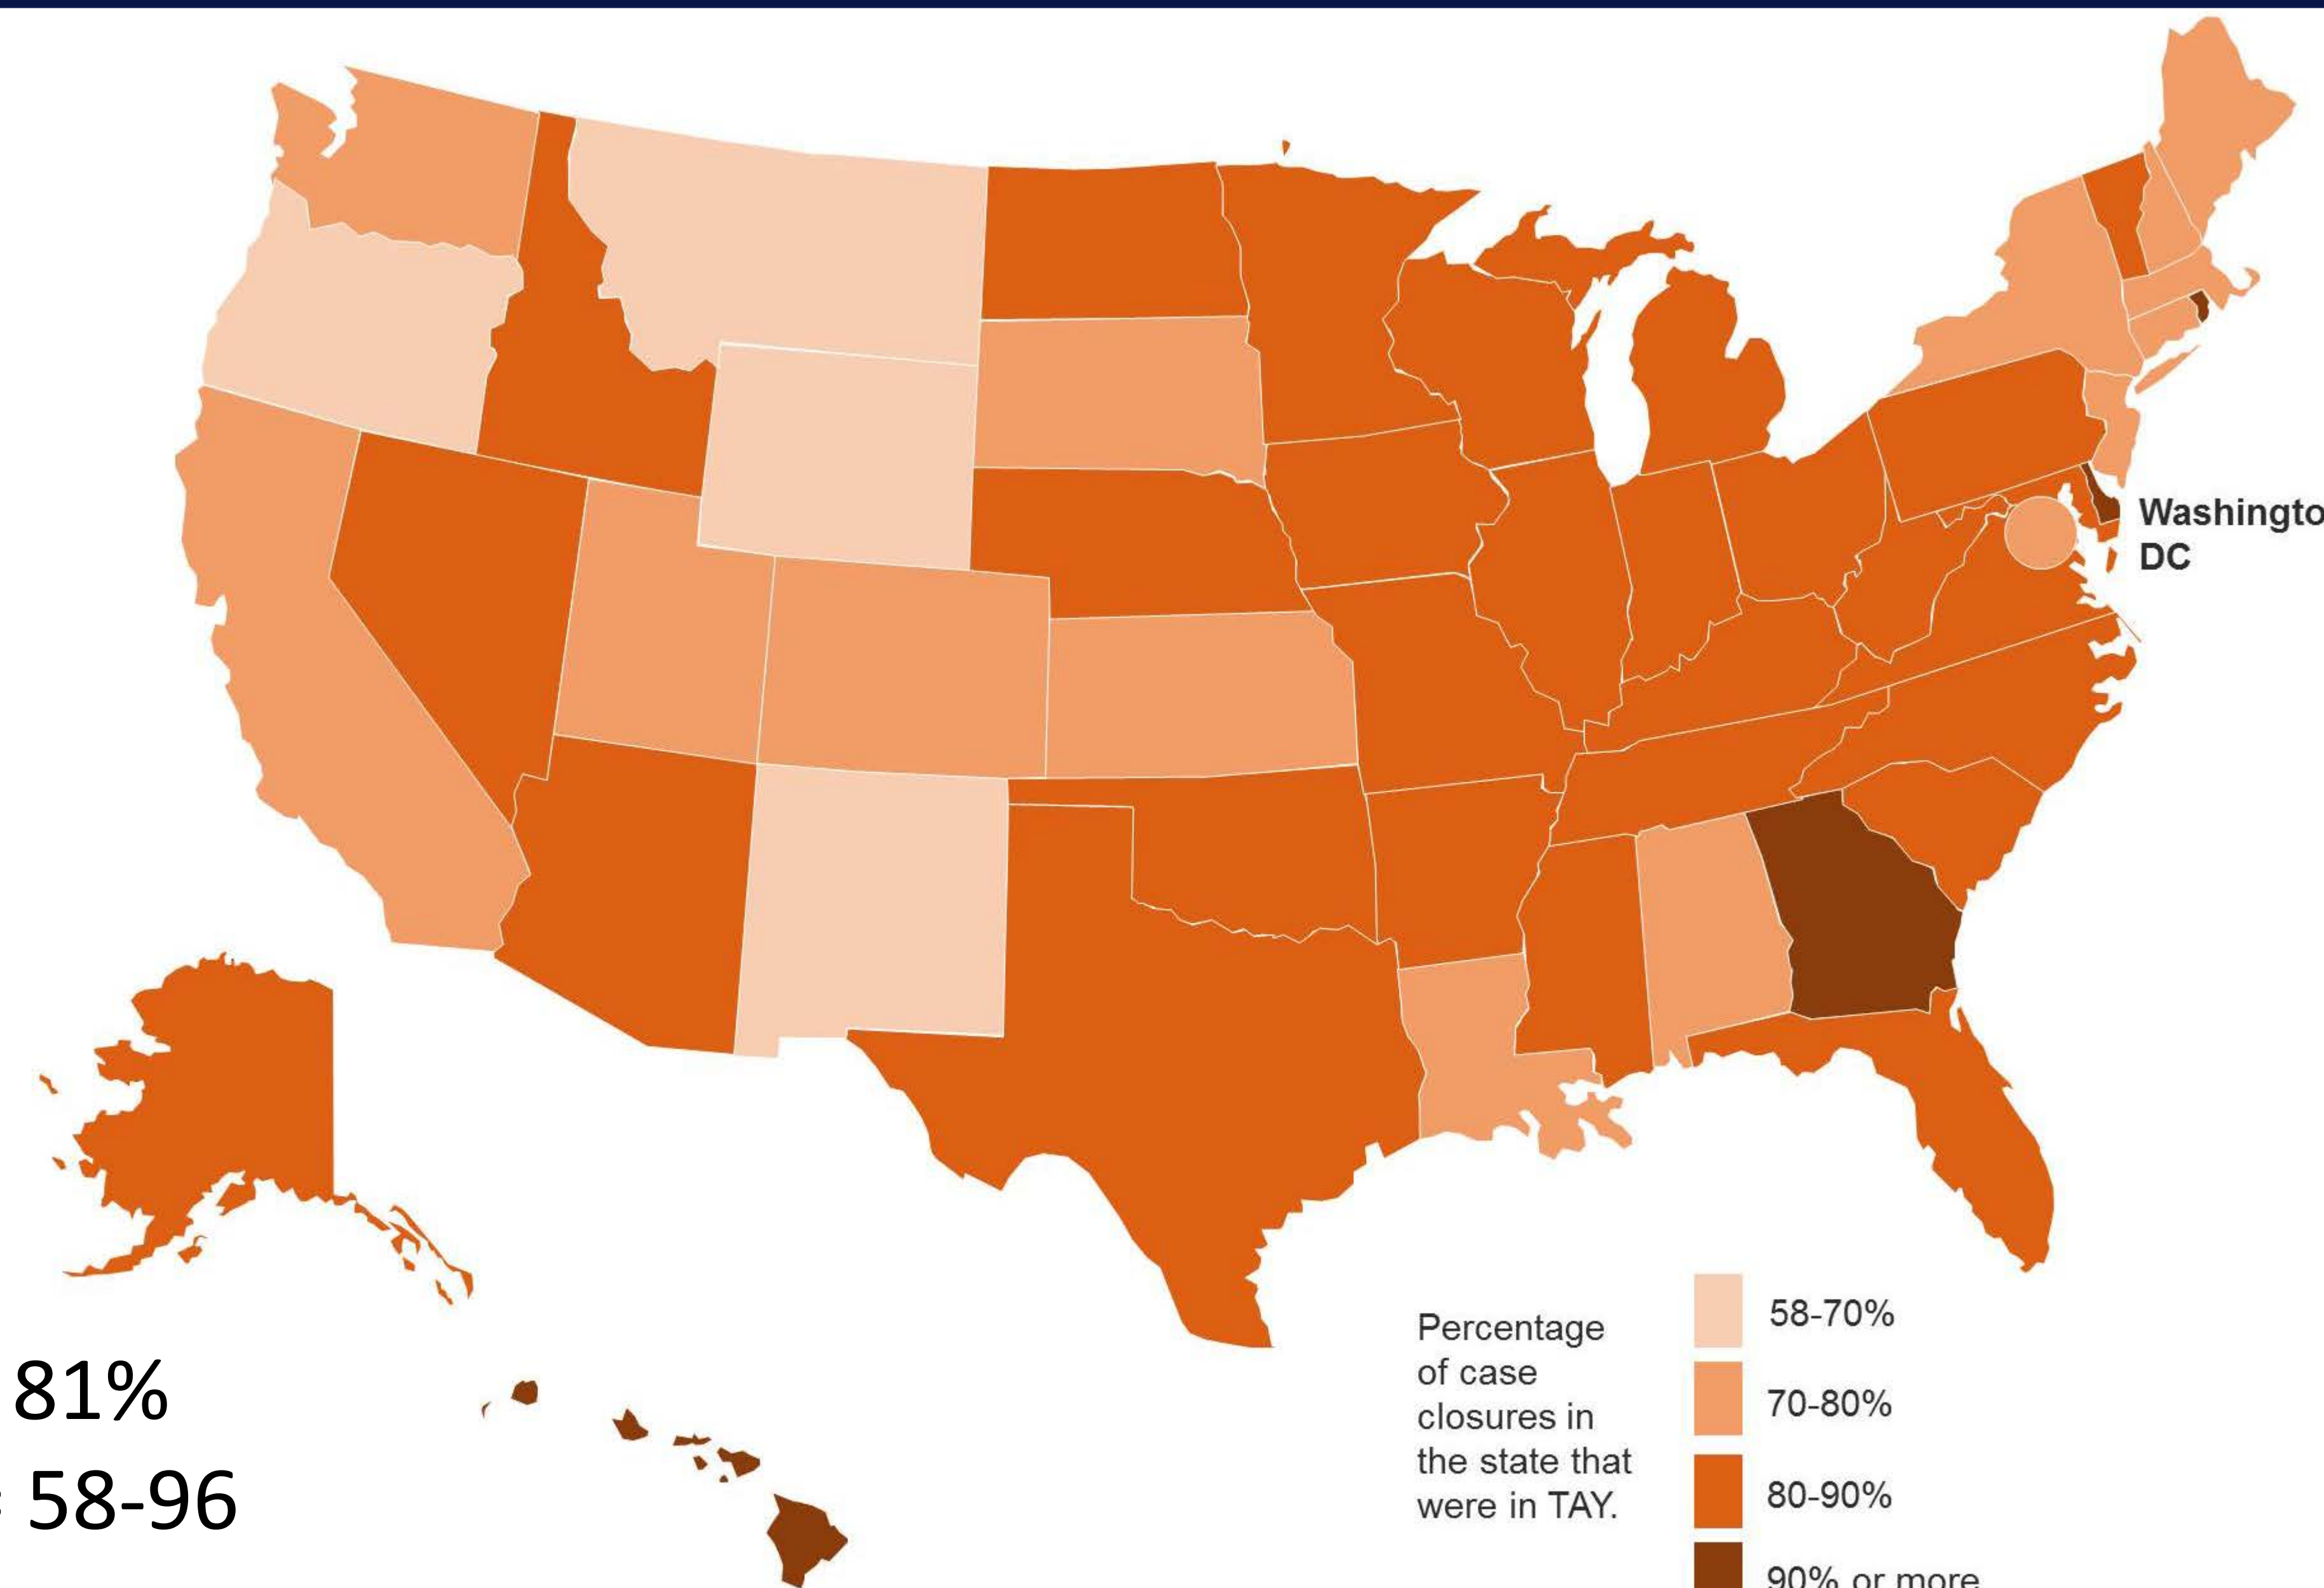 Washingto
DC
81%
58-96
Percentage
of case
closures in
the state that
were in TAY.
58-70%
70-80%
80-90%
90% or more